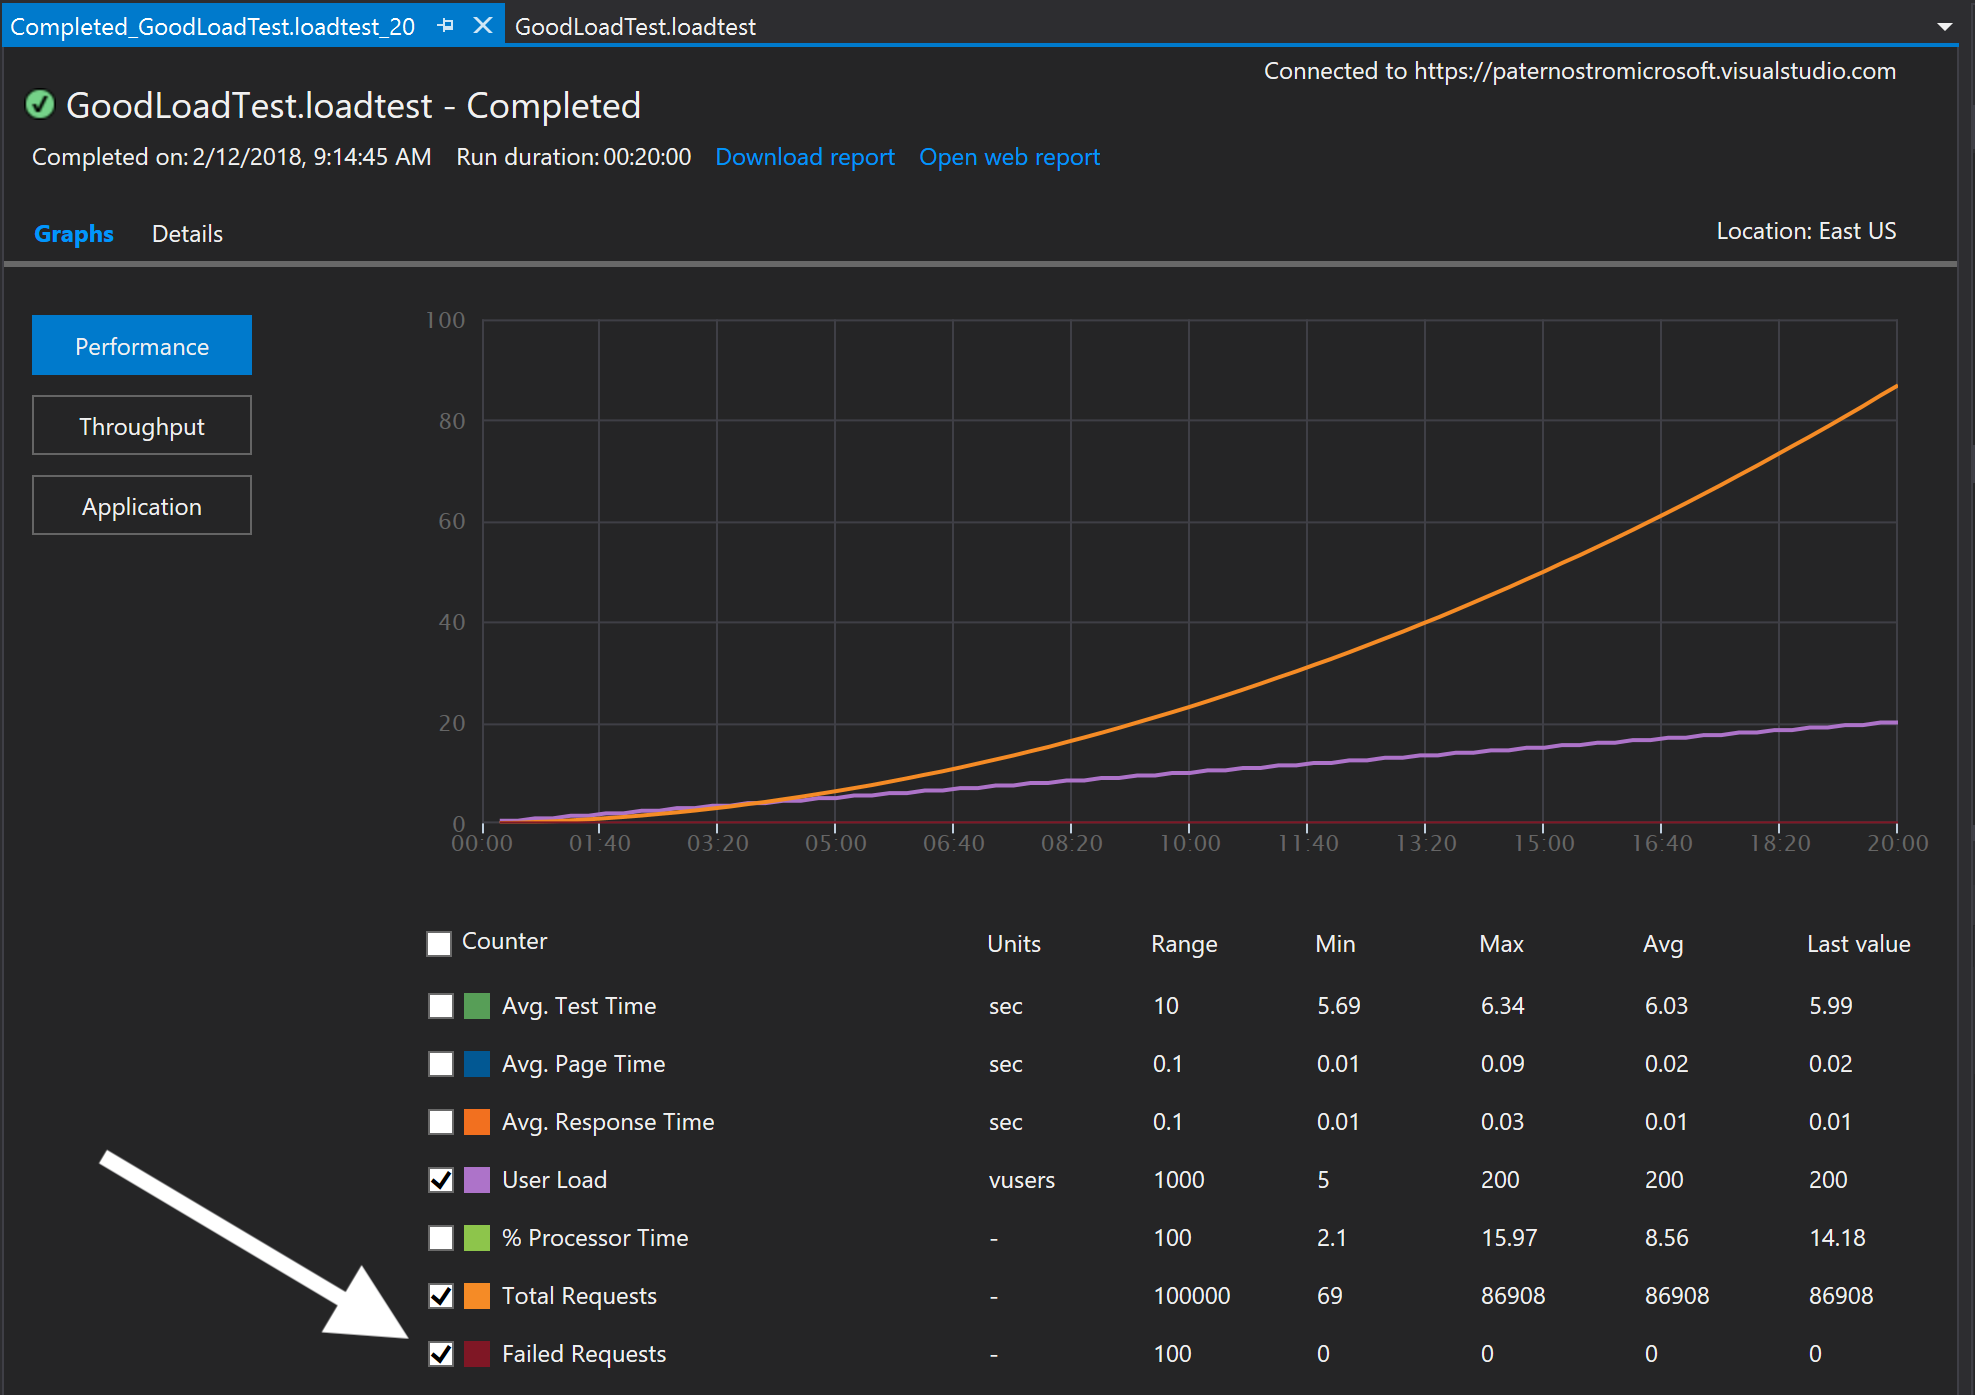 Completed_GoodLoadTest.loadtest_20 GoodLoadTest.loadtest
Connected to https://paternostromicrosoft.visualstudio.com
GoodLoadTest.loadtest - Completed
Completed on: 2/12/2018, 9:14:45 AM Run duration: 00:20:00 Download report Open web report
Graphs Details Location: East US
Performance
Throughput
Application
100
80
60
40
20
0
00:00 01:40 03:20 05:00 06:40 08:20 10:00 11:40 13:20 15:00 16:40 18:20 20:00
Counter Units Range Min Max Avg Last value
Avg. Test Time sec 10 5.69 6.34 6.03 5.99
Avg. Page Time sec 0.1 0.01 0.09 0.02 0.02
Avg. Response Time sec 0.1 0.01 0.03 0.01 0.01
User Load vusers 1000 5 200 200 200
% Processor Time - 100 2.1 15.97 8.56 14.18
Total Requests - 100000 69 86908 86908 86908
Failed Requests - 100 0 0 0 0